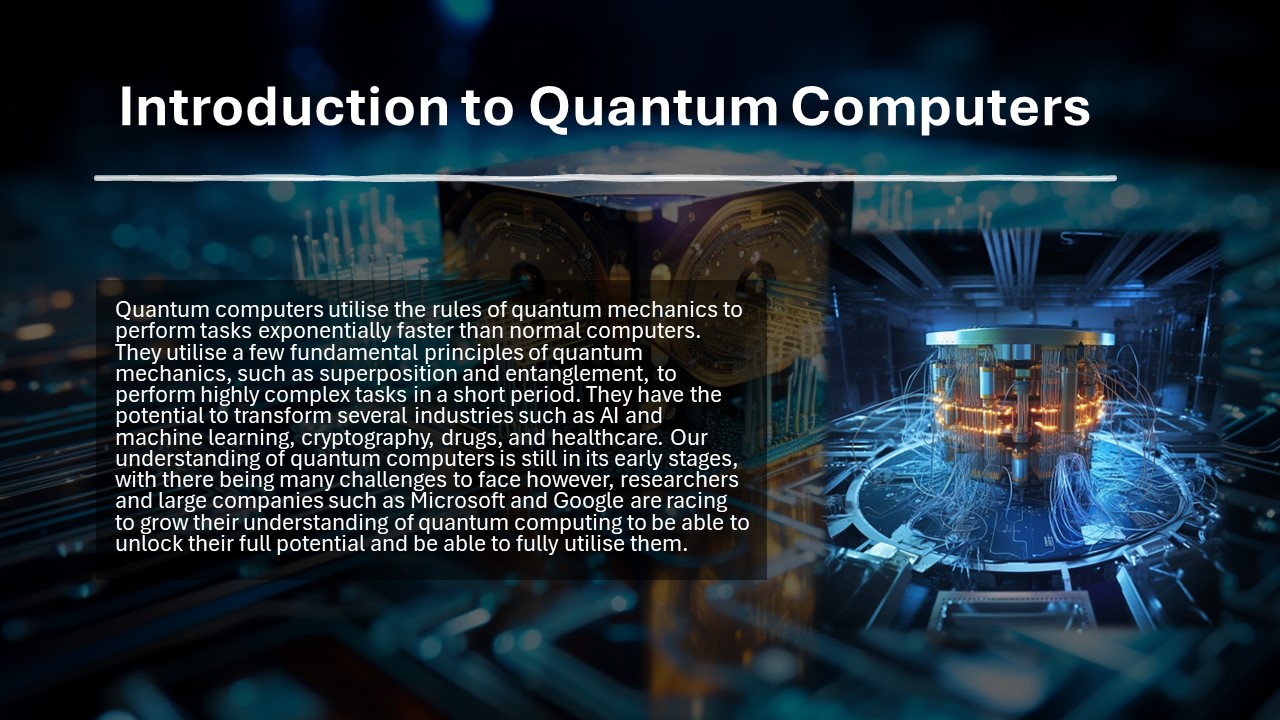 Introduction to Quantum Computers
Quantum computers utilise the rules of quantum mechanics to
perform tasks exponentially faster than normal computers.
They utilise a few fundamental principles of quantum
mechanics, such as superposition and entanglement, to
perform highly complex tasks in a short period. They have the
potential to transform several industries such as AI and
machine learning, cryptography, drugs, and healthcare. Our
understanding of quantum computers is still in its early stages,
with there being many challenges to face however, researchers
and large companies such as Microsoft and Google are racing
to grow their understanding of quantum computing to be able to
unlock their full potential and be able to fully utilise them.